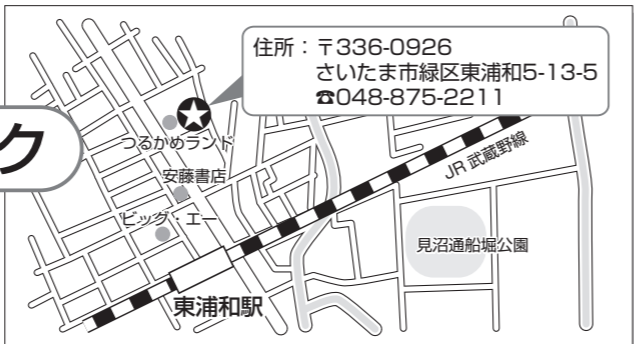 住所：〒336-0926
さいたま市緑区東浦和5-13-5
☎048-875-2211
ク
つるかめランド
安藤書店
ビッグ・エー
JR 武蔵野線
見沼通船堀公園
東浦和駅